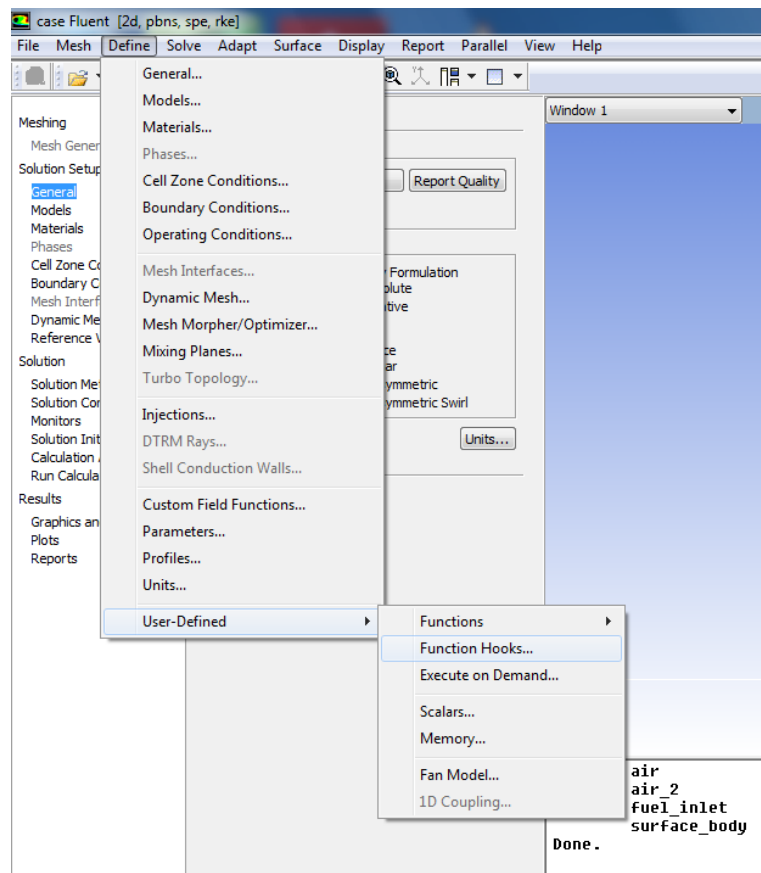 case Fluent [2d, pbns, spe, rke]
File Mesh Define Solve Adapt Surface Display Report Parallel View Help
General...
Models...
Materials...
Phases...
Cell Zone Conditions...
Boundary Conditions...
Operating Conditions...
Mesh Interfaces...
Dynamic Mesh...
Mesh Morpher/Optimizer...
Mixing Planes...
Turbo Topology...
Injections...
DTRM Rays...
Shell Conduction Walls...
Custom Field Functions...
Parameters...
Profiles...
Units...
User-Defined
Functions
Function Hooks...
Execute on Demand...
Scalars...
Memory...
Fan Model...
1D Coupling...
Meshing
Mesh Gener
Solution Setup
General
Models
Materials
Phases
Cell Zone Co
Boundary C
Mesh Interf
Dynamic Me
Reference V
Solution
Solution Met
Solution Con
Monitors
Solution Init
Calculation
Run Calcula
Results
Graphics an
Plots
Reports
Report Quality
Formulation
olute
tive
ce
ar
ymmetric
ymmetric Swirl
Units...
Window 1
air
air_2
fuel_inlet
surface_body
Done.